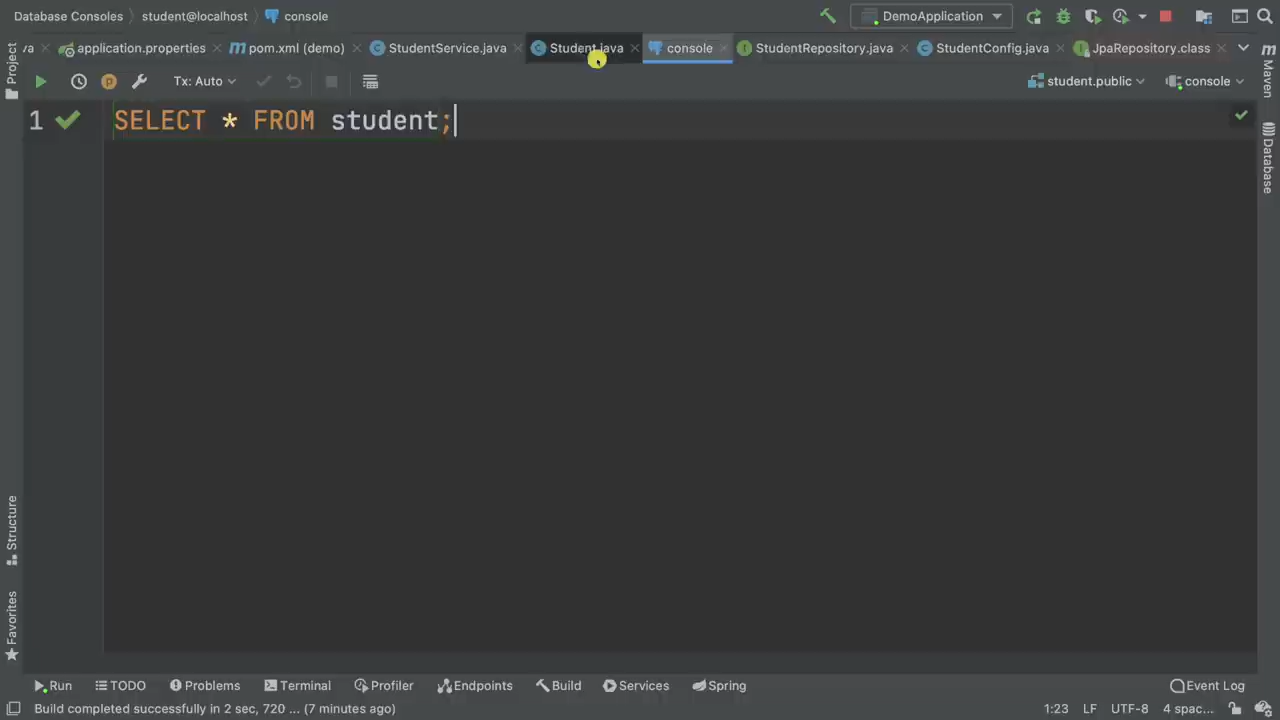 Database Consoles student@localhost console DemoApplication
va application.properties pom.xml (demo) StudentService.java Student.java console StudentRepository.java StudentConfig.java JpaRepository.class
Tx: Auto student.public console
1 SELECT * FROM student;
Project
Structure
Favorites
Maven
Database
Run TODO Problems Terminal Profiler Endpoints Build Services Spring Event Log
Build completed successfully in 2 sec, 720 ... (7 minutes ago) 1:23 LF UTF-8 4 spac...